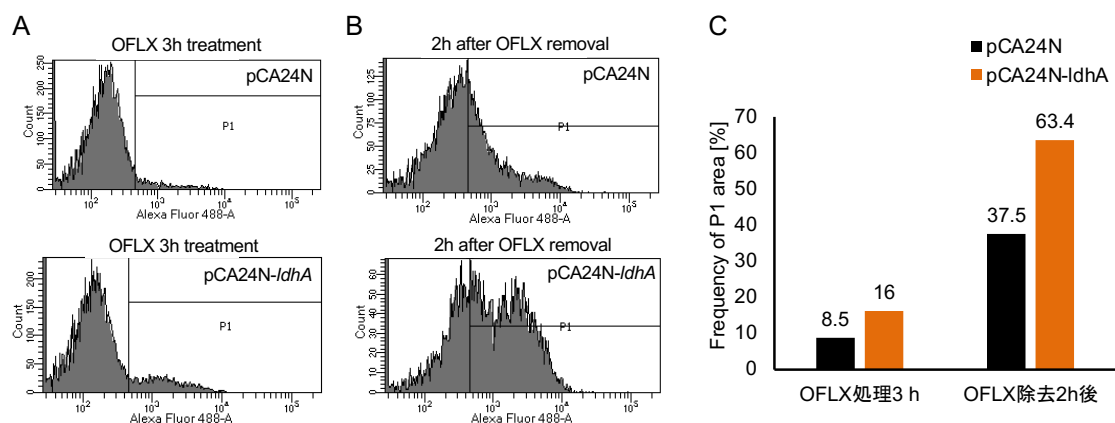 A
OFLX 3h treatment
pCA24N
P1
Count
0 50 100 150 200 250
10² 10³ 10⁴ 10⁵
Alexa Fluor 488-A
OFLX 3h treatment
pCA24N-ldhA
P1
Count
0 50 100 150 200
10² 10³ 10⁴ 10⁵
Alexa Fluor 488-A
B
2h after OFLX removal
pCA24N
P1
Count
0 25 50 75 100 125
10² 10³ 10⁴ 10⁵
Alexa Fluor 488-A
2h after OFLX removal
pCA24N-ldhA
P1
Count
0 10 20 30 40 50 60
10² 10³ 10⁴ 10⁵
Alexa Fluor 488-A
C
pCA24N
pCA24N-ldhA
Frequency of P1 area [%]
70
60
50
40
30
20
10
0
8.5
16
37.5
63.4
OFLX処理3 h
OFLX除去2h後